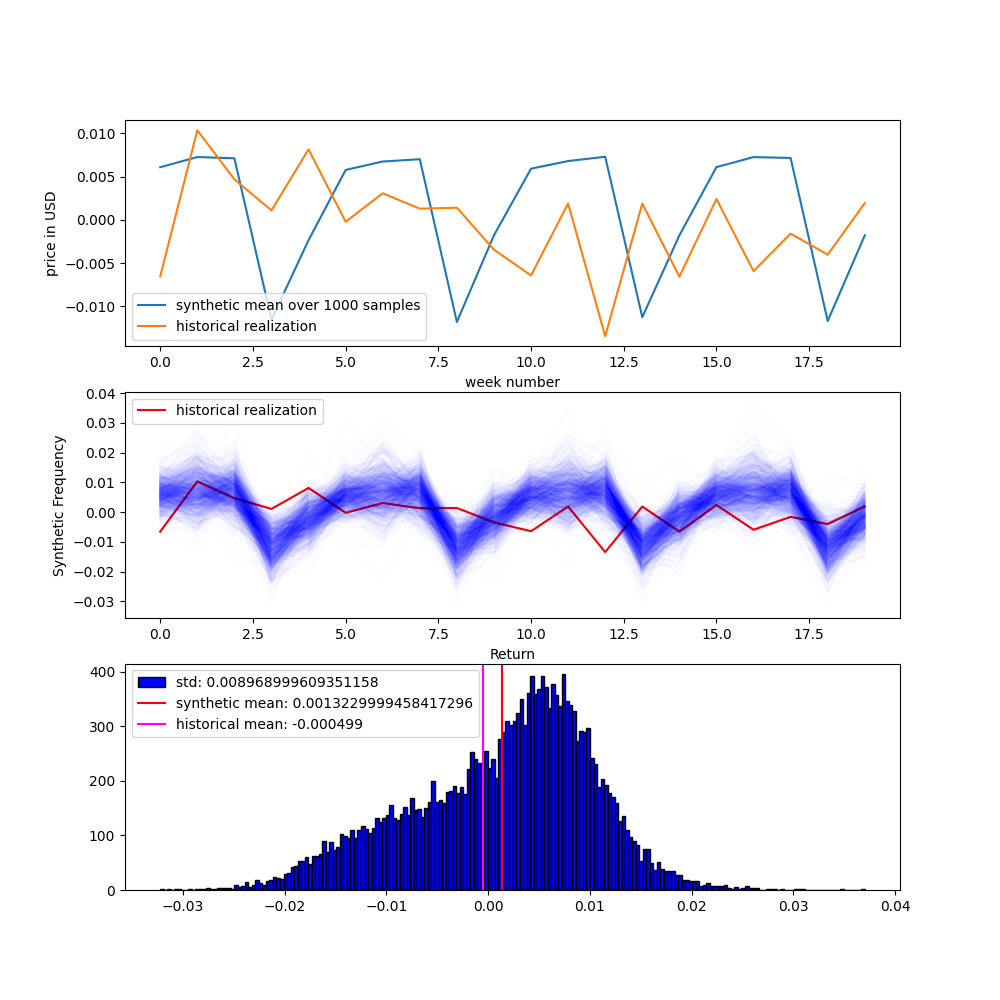 0.010
0.005
0.000
−0.005
−0.010
price in USD
synthetic mean over 1000 samples
historical realization
0.0 2.5 5.0 7.5 10.0 12.5 15.0 17.5
week number
0.04
0.03
0.02
0.01
0.00
−0.01
−0.02
−0.03
Synthetic Frequency
historical realization
0.0 2.5 5.0 7.5 10.0 12.5 15.0 17.5
Return
400
300
200
100
0
std: 0.008968999609351158
synthetic mean: 0.0013229999458417296
historical mean: -0.000499
−0.03 −0.02 −0.01 0.00 0.01 0.02 0.03 0.04